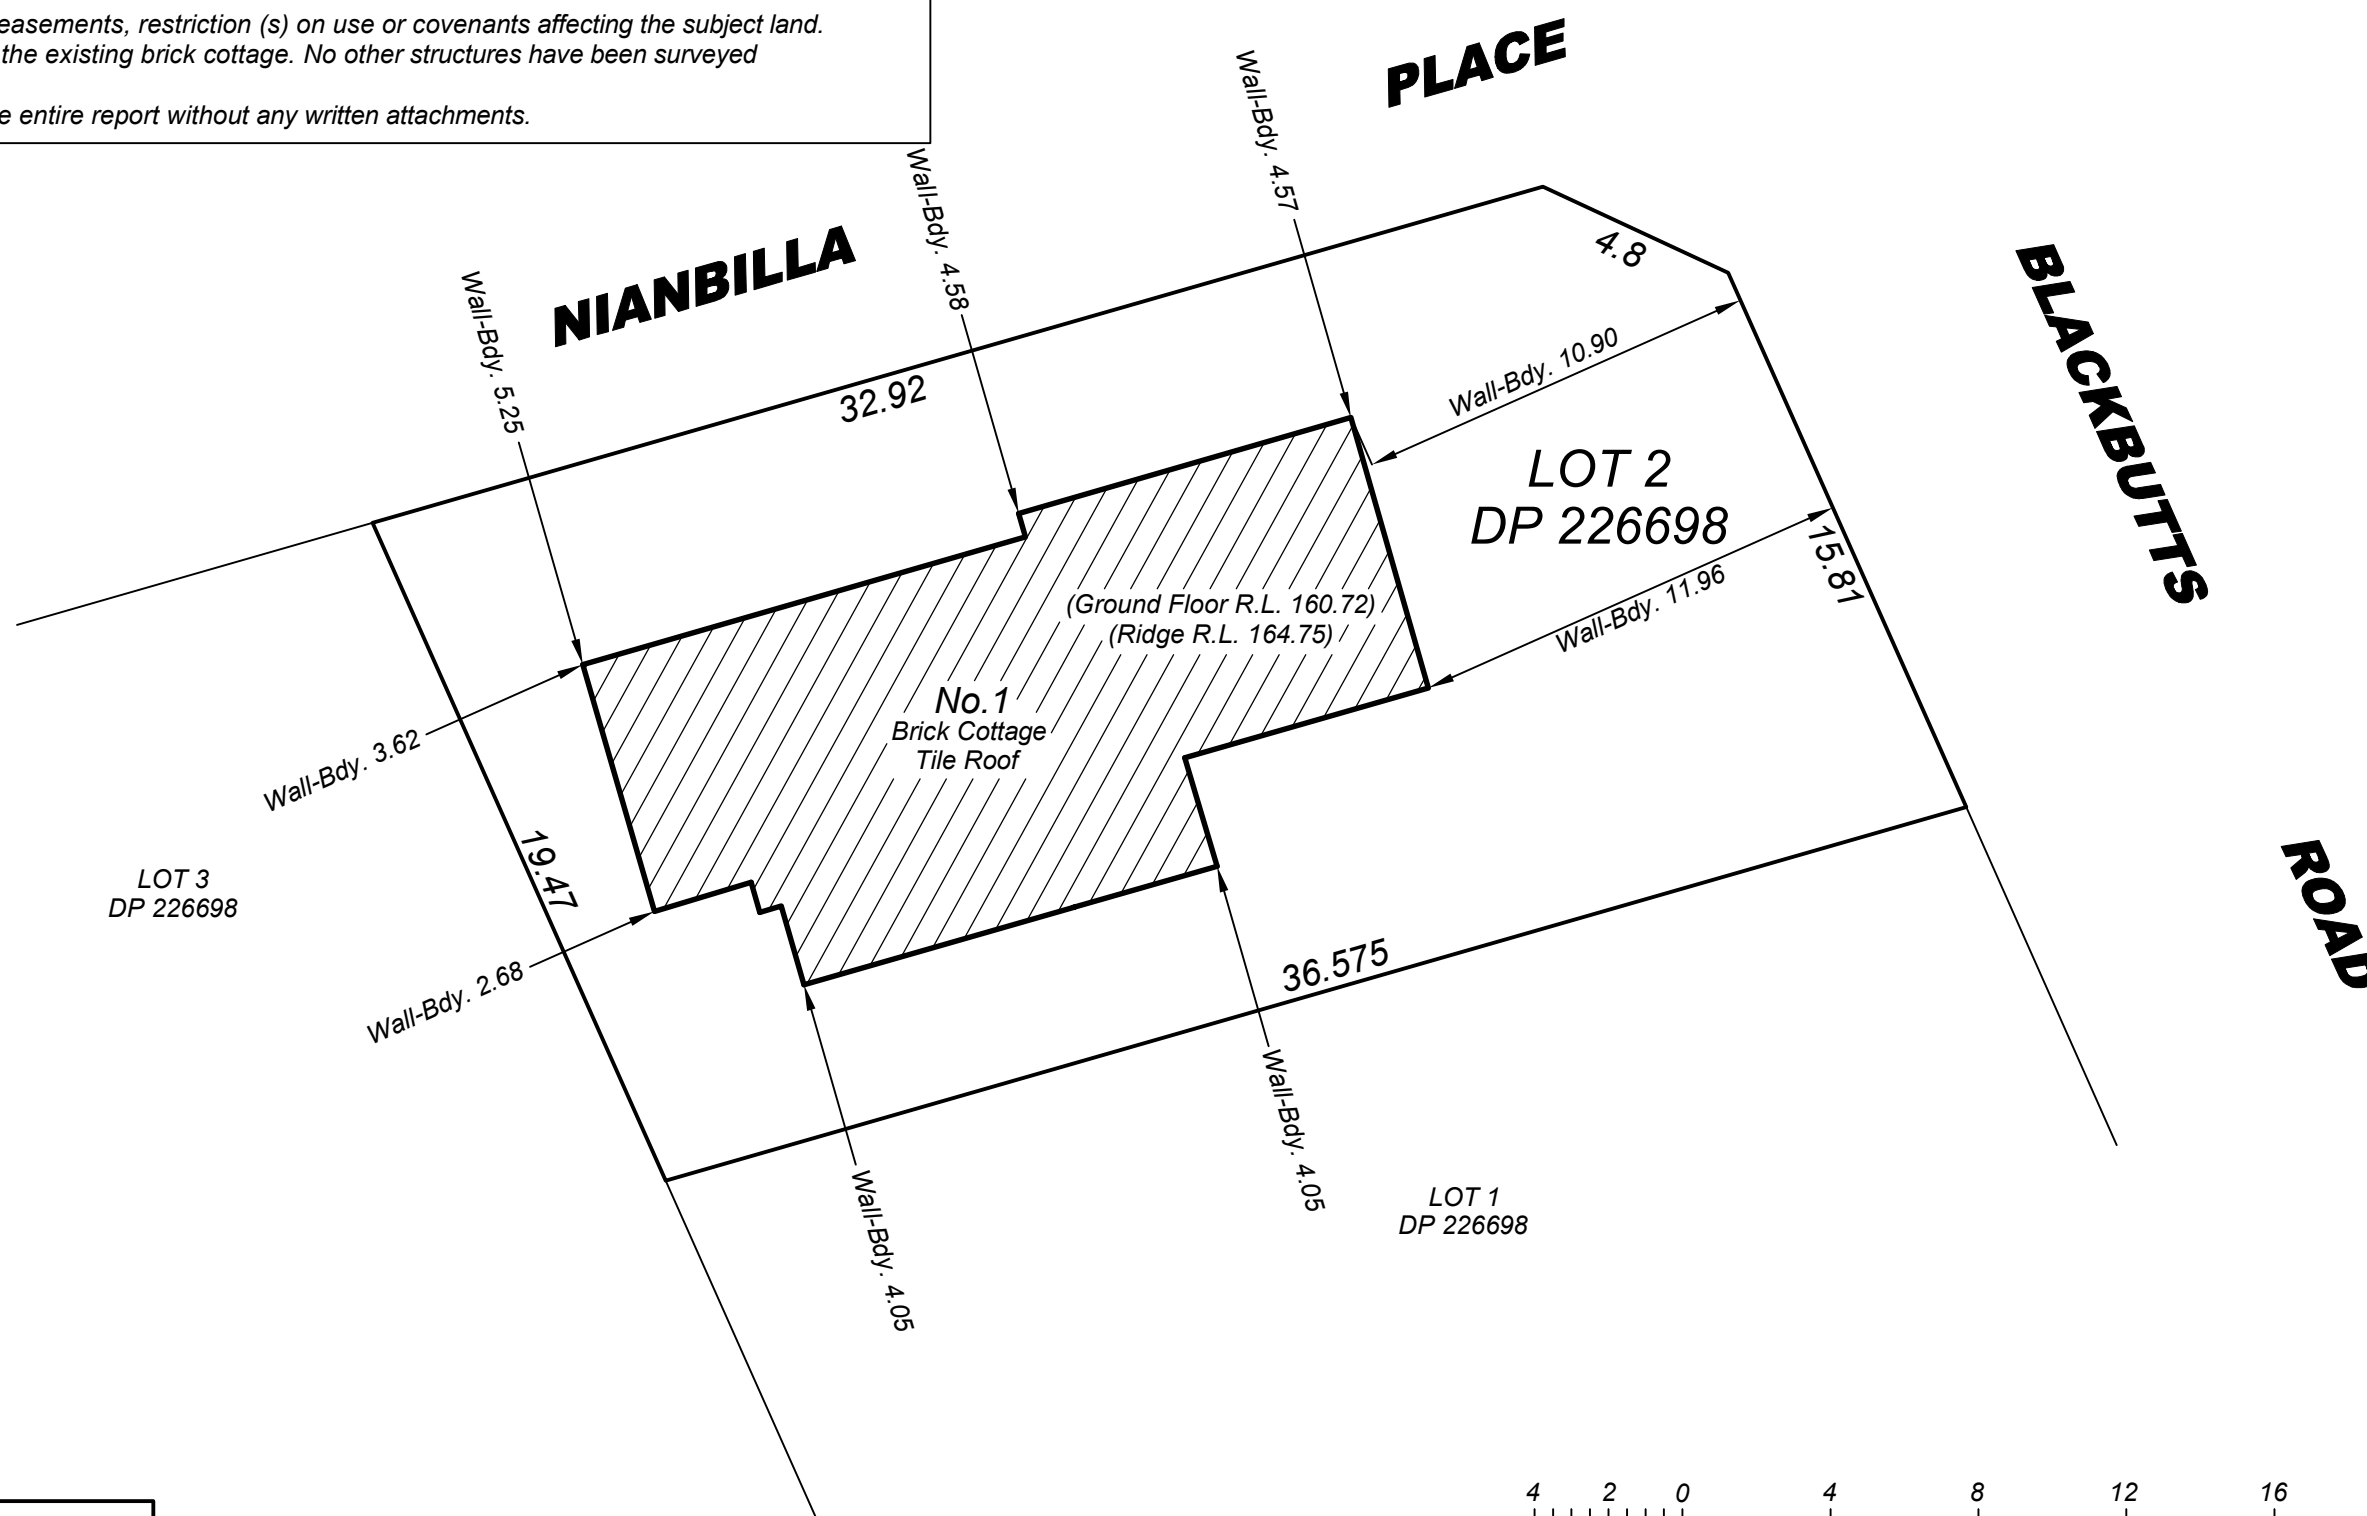 easements, restriction (s) on use or covenants affecting the subject land.
the existing brick cottage. No other structures have been surveyed
e entire report without any written attachments.
PLACE
NIANBILLA
BLACKBUTTS
ROAD
Wall-Bdy. 5.25
Wall-Bdy. 4.58
Wall-Bdy. 4.57
4.8
32.92
Wall-Bdy. 10.90
LOT 2
DP 226698
15.81
Wall-Bdy. 11.96
(Ground Floor R.L. 160.72)
(Ridge R.L. 164.75)
No.1
Brick Cottage
Tile Roof
Wall-Bdy. 3.62
19.47
LOT 3
DP 226698
Wall-Bdy. 2.68
36.575
Wall-Bdy. 4.05
Wall-Bdy. 4.05
LOT 1
DP 226698
4 2 0 4 8 12 16